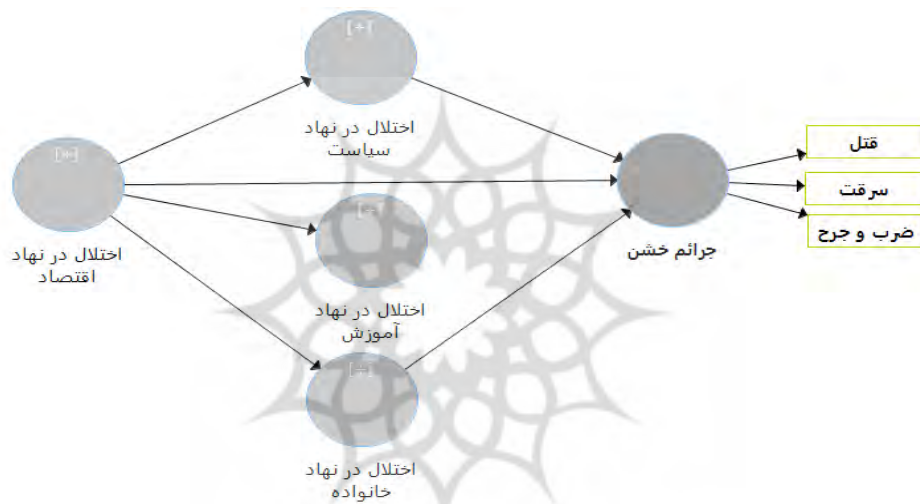 [+]
اختلال در نهاد
سیاست
قتل
[+]
سرقت
[+]
ضرب و جرح
اختلال در نهاد
اقتصاد
جرائم خشن
اختلال در نهاد
آموزش
[+]
اختلال در نهاد
خانواده